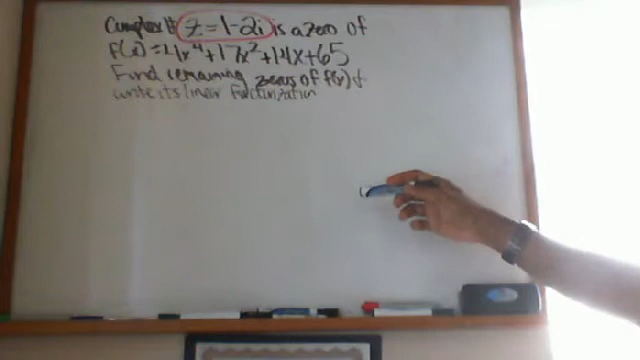 Complex # z = 1-2i is a zero of
f(x) = 4x⁴ + 17x² + 14x + 65
Find remaining zeros of f(x) &
write its linear factorization